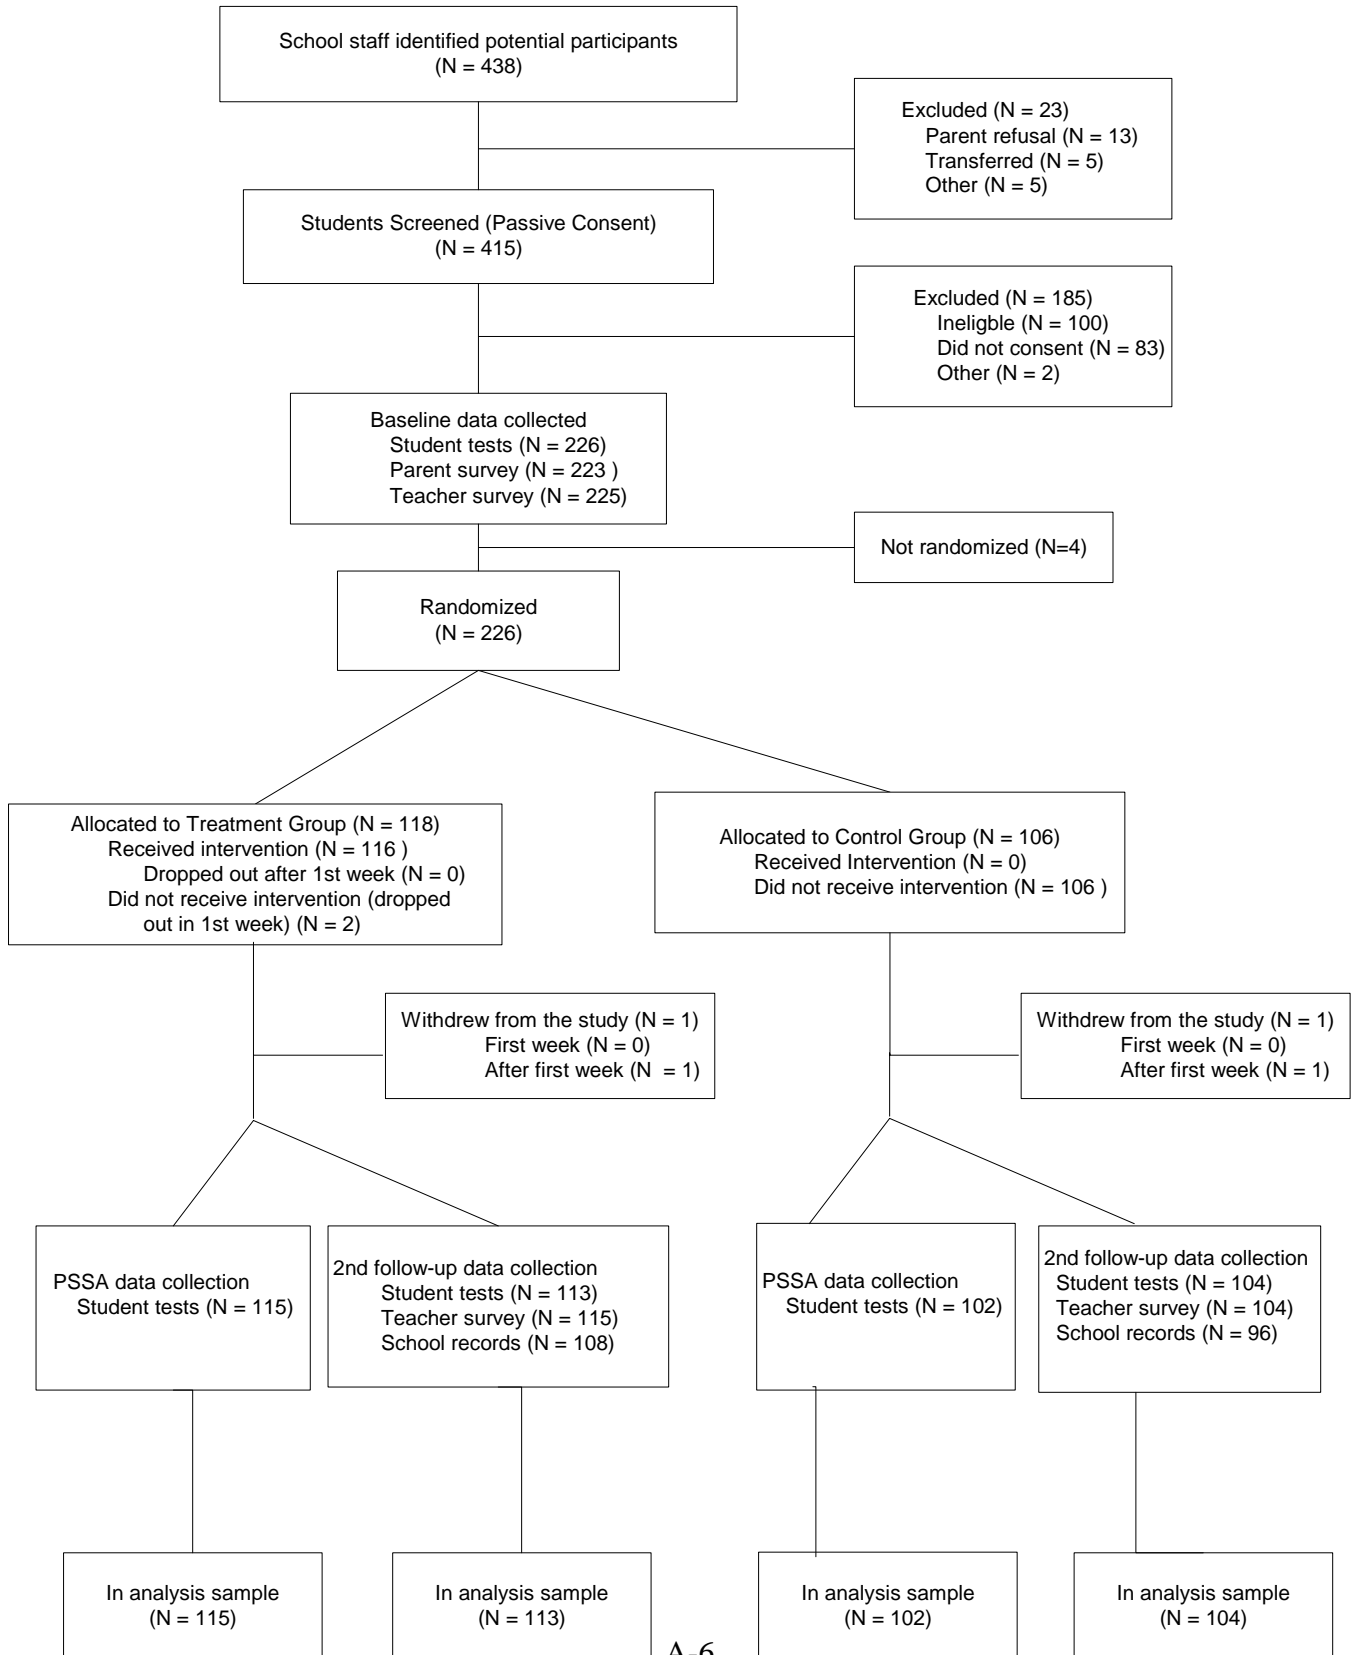 School staff identified potential participants
(N = 438)
Excluded (N = 23)
Parent refusal (N = 13)
Transferred (N = 5)
Other (N = 5)
Students Screened (Passive Consent)
(N = 415)
Excluded (N = 185)
Ineligble (N = 100)
Did not consent (N = 83)
Other (N = 2)
Baseline data collected
Student tests (N = 226)
Parent survey (N = 223 )
Teacher survey (N = 225)
Not randomized (N=4)
Randomized
(N = 226)
Allocated to Treatment Group (N = 118)
Received intervention (N = 116 )
Dropped out after 1st week (N = 0)
Did not receive intervention (dropped
out in 1st week) (N = 2)
Allocated to Control Group (N = 106)
Received Intervention (N = 0)
Did not receive intervention (N = 106 )
Withdrew from the study (N = 1)
First week (N = 0)
After first week (N  = 1)
Withdrew from the study (N = 1)
First week (N = 0)
After first week (N = 1)
PSSA data collection
Student tests (N = 115)
2nd follow-up data collection
Student tests (N = 113)
Teacher survey (N = 115)
School records (N = 108)
PSSA data collection
Student tests (N = 102)
2nd follow-up data collection
Student tests (N = 104)
Teacher survey (N = 104)
School records (N = 96)
In analysis sample
(N = 115)
In analysis sample
(N = 113)
In analysis sample
(N = 102)
In analysis sample
(N = 104)
A-6